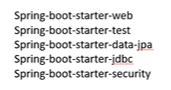 Spring-boot-starter-web
Spring-boot-starter-test
Spring-boot-starter-data-jpa
Spring-boot-starter-jdbc
Spring-boot-starter-security